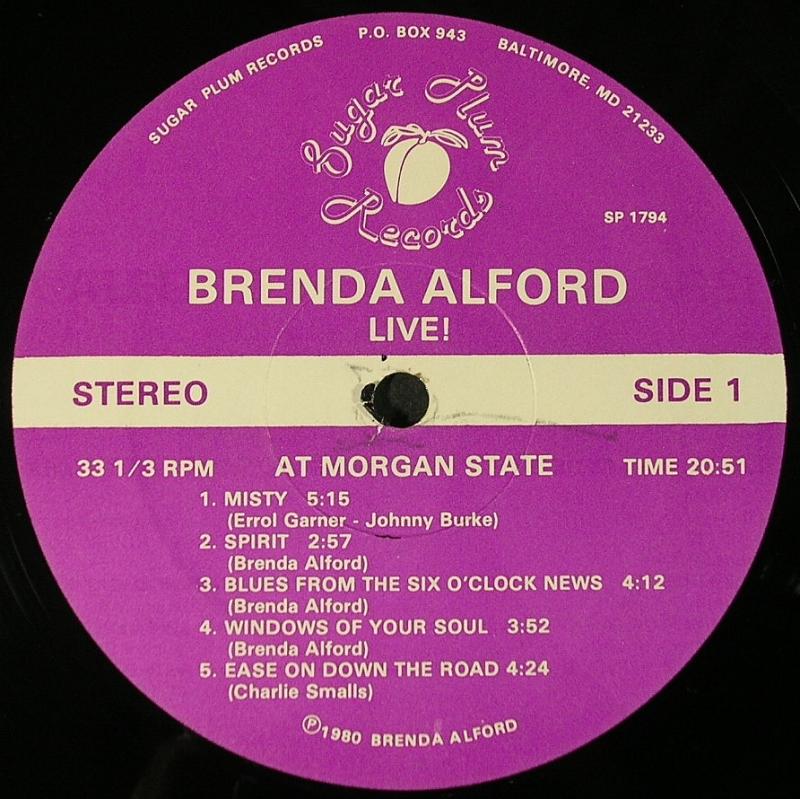 SUGAR PLUM RECORDS P.O. BOX 943 BALTIMORE, MD 21233
Sugar Plum
Records
SP 1794
BRENDA ALFORD
LIVE!
STEREO SIDE 1
33 1/3 RPM AT MORGAN STATE TIME 20:51
1. MISTY 5:15
(Errol Garner - Johnny Burke)
2. SPIRIT 2:57
(Brenda Alford)
3. BLUES FROM THE SIX O'CLOCK NEWS 4:12
(Brenda Alford)
4. WINDOWS OF YOUR SOUL 3:52
(Brenda Alford)
5. EASE ON DOWN THE ROAD 4:24
(Charlie Smalls)
℗1980 BRENDA ALFORD